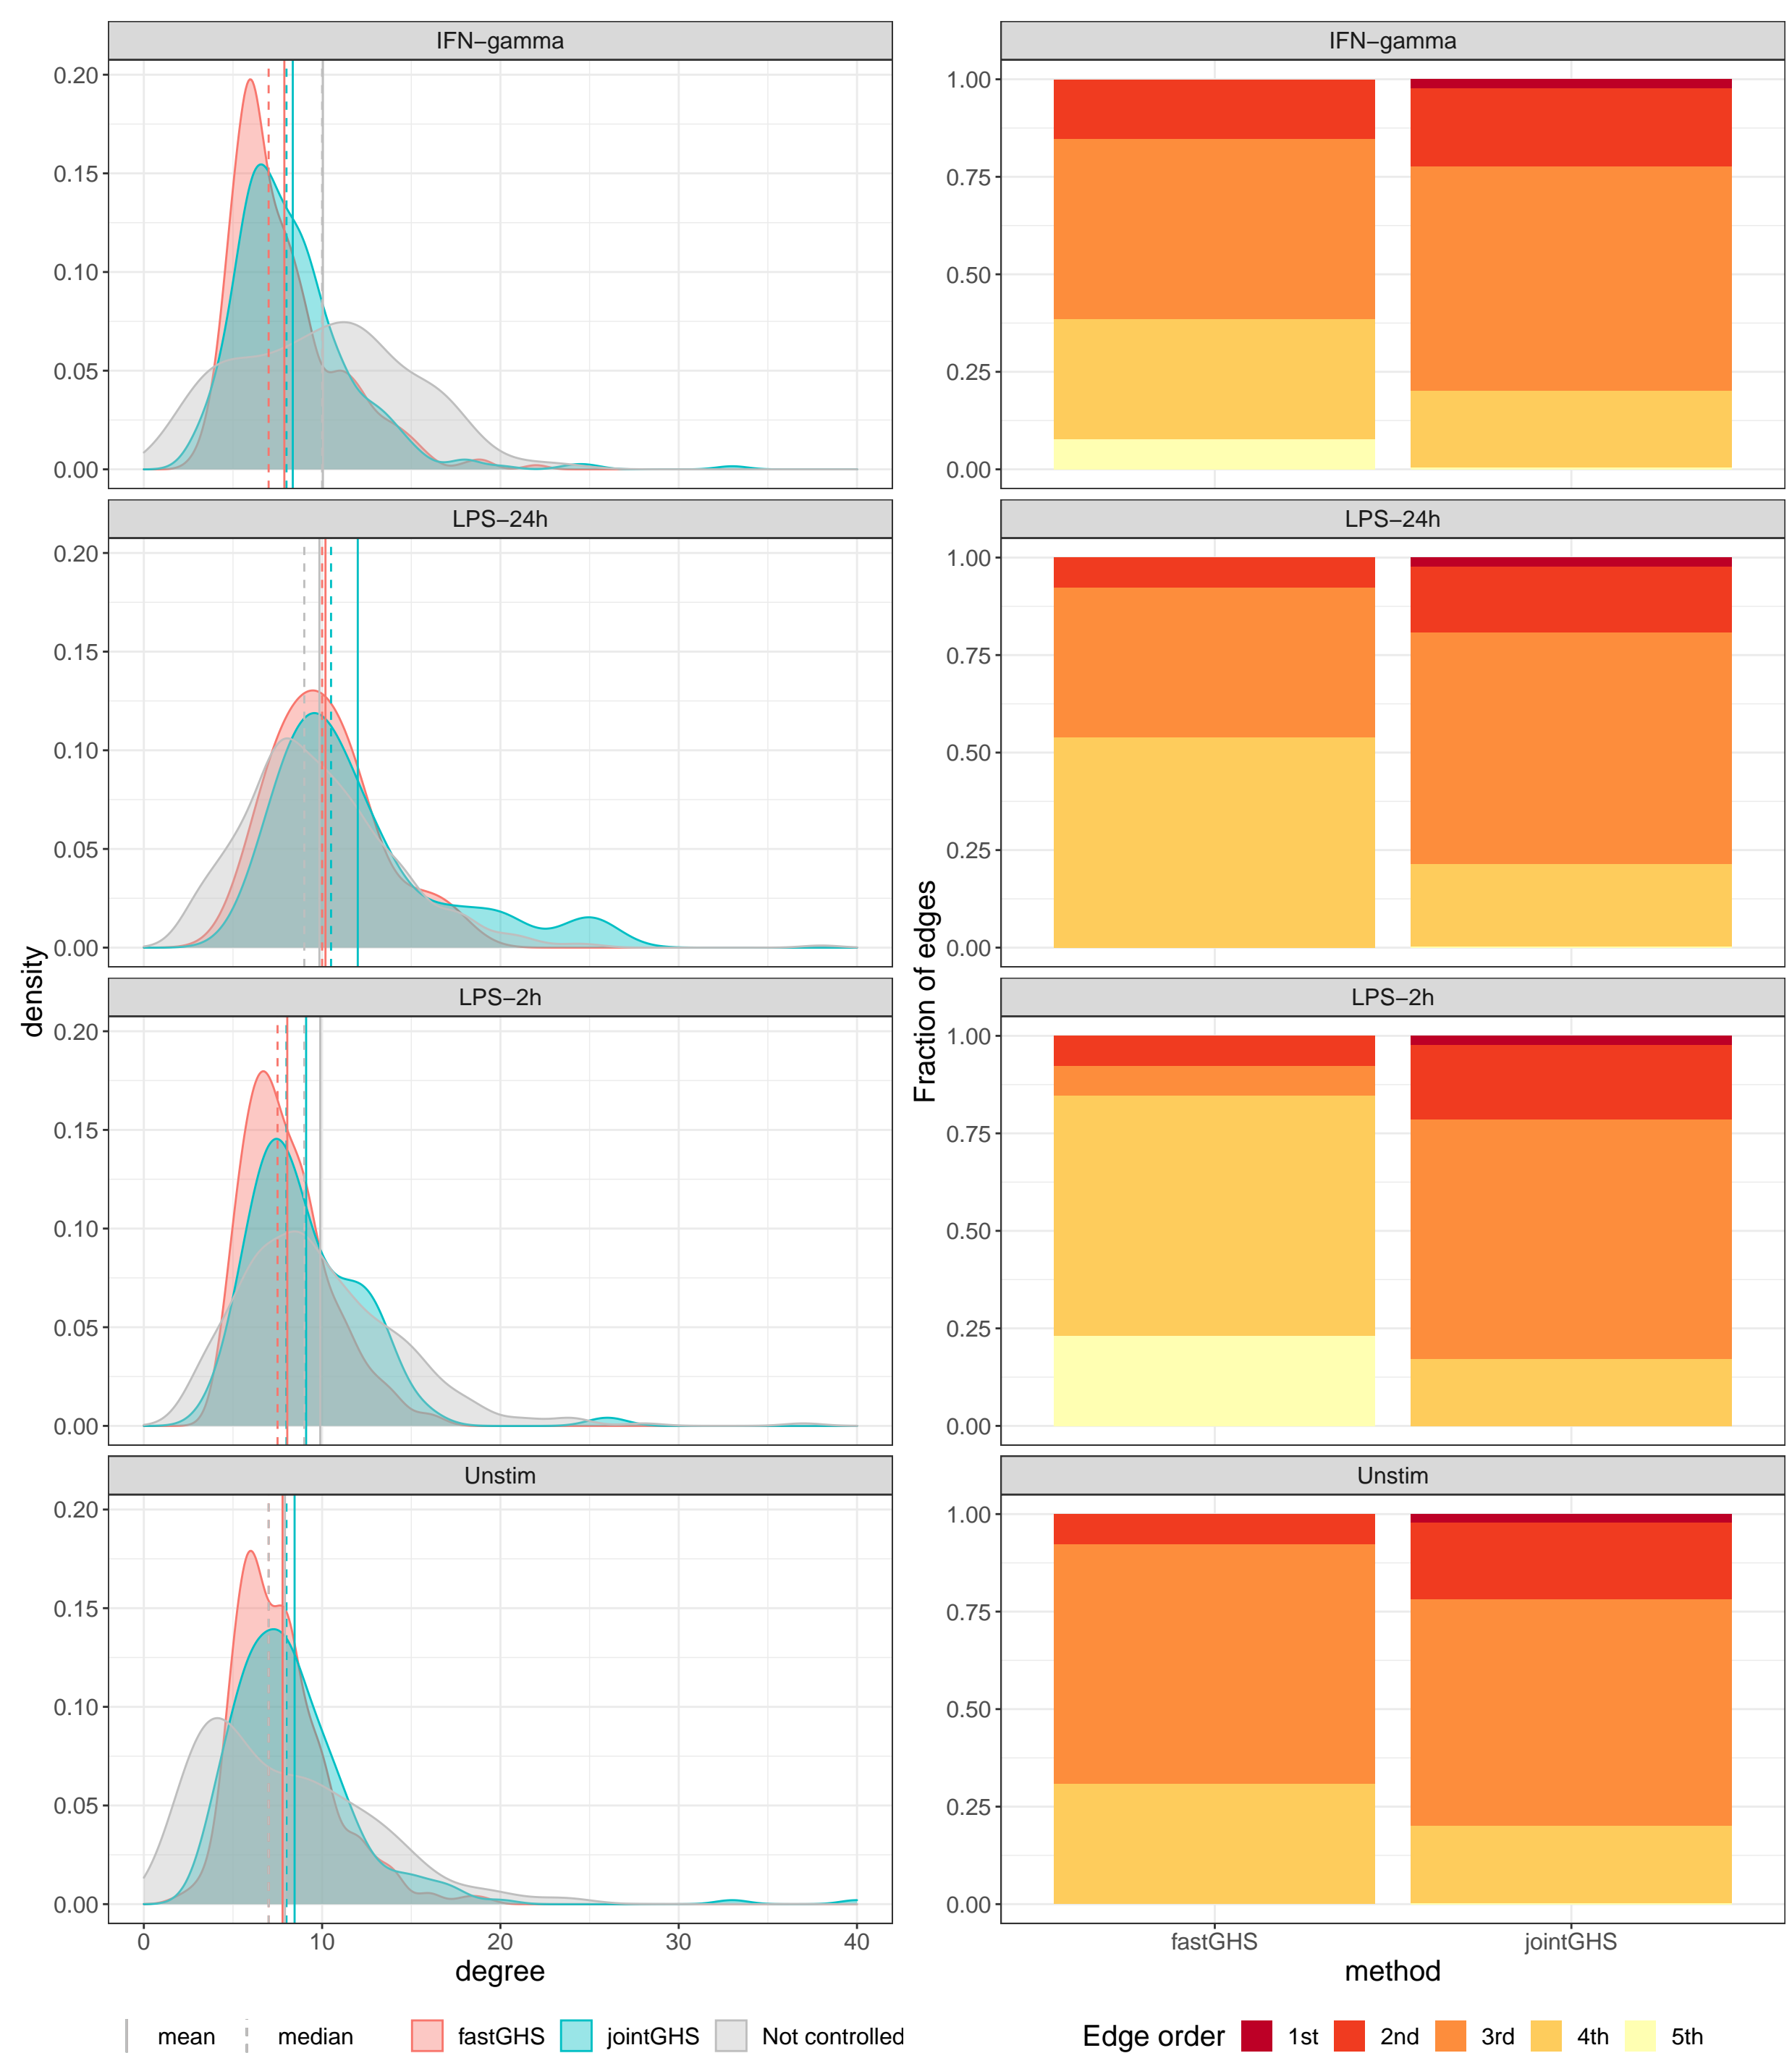 IFN−gamma
0.20
0.15
0.10
0.05
0.00
LPS−24h
0.20
0.15
0.10
0.05
0.00
LPS−2h
0.20
0.15
0.10
0.05
0.00
Unstim
0.20
0.15
0.10
0.05
0.00
0 10 20 30 40
degree
density
mean median fastGHS jointGHS Not controlled
IFN−gamma
1.00
0.75
0.50
0.25
0.00
LPS−24h
1.00
0.75
0.50
0.25
0.00
LPS−2h
1.00
0.75
0.50
0.25
0.00
Unstim
1.00
0.75
0.50
0.25
0.00
fastGHS jointGHS
method
Fraction of edges
Edge order 1st 2nd 3rd 4th 5th